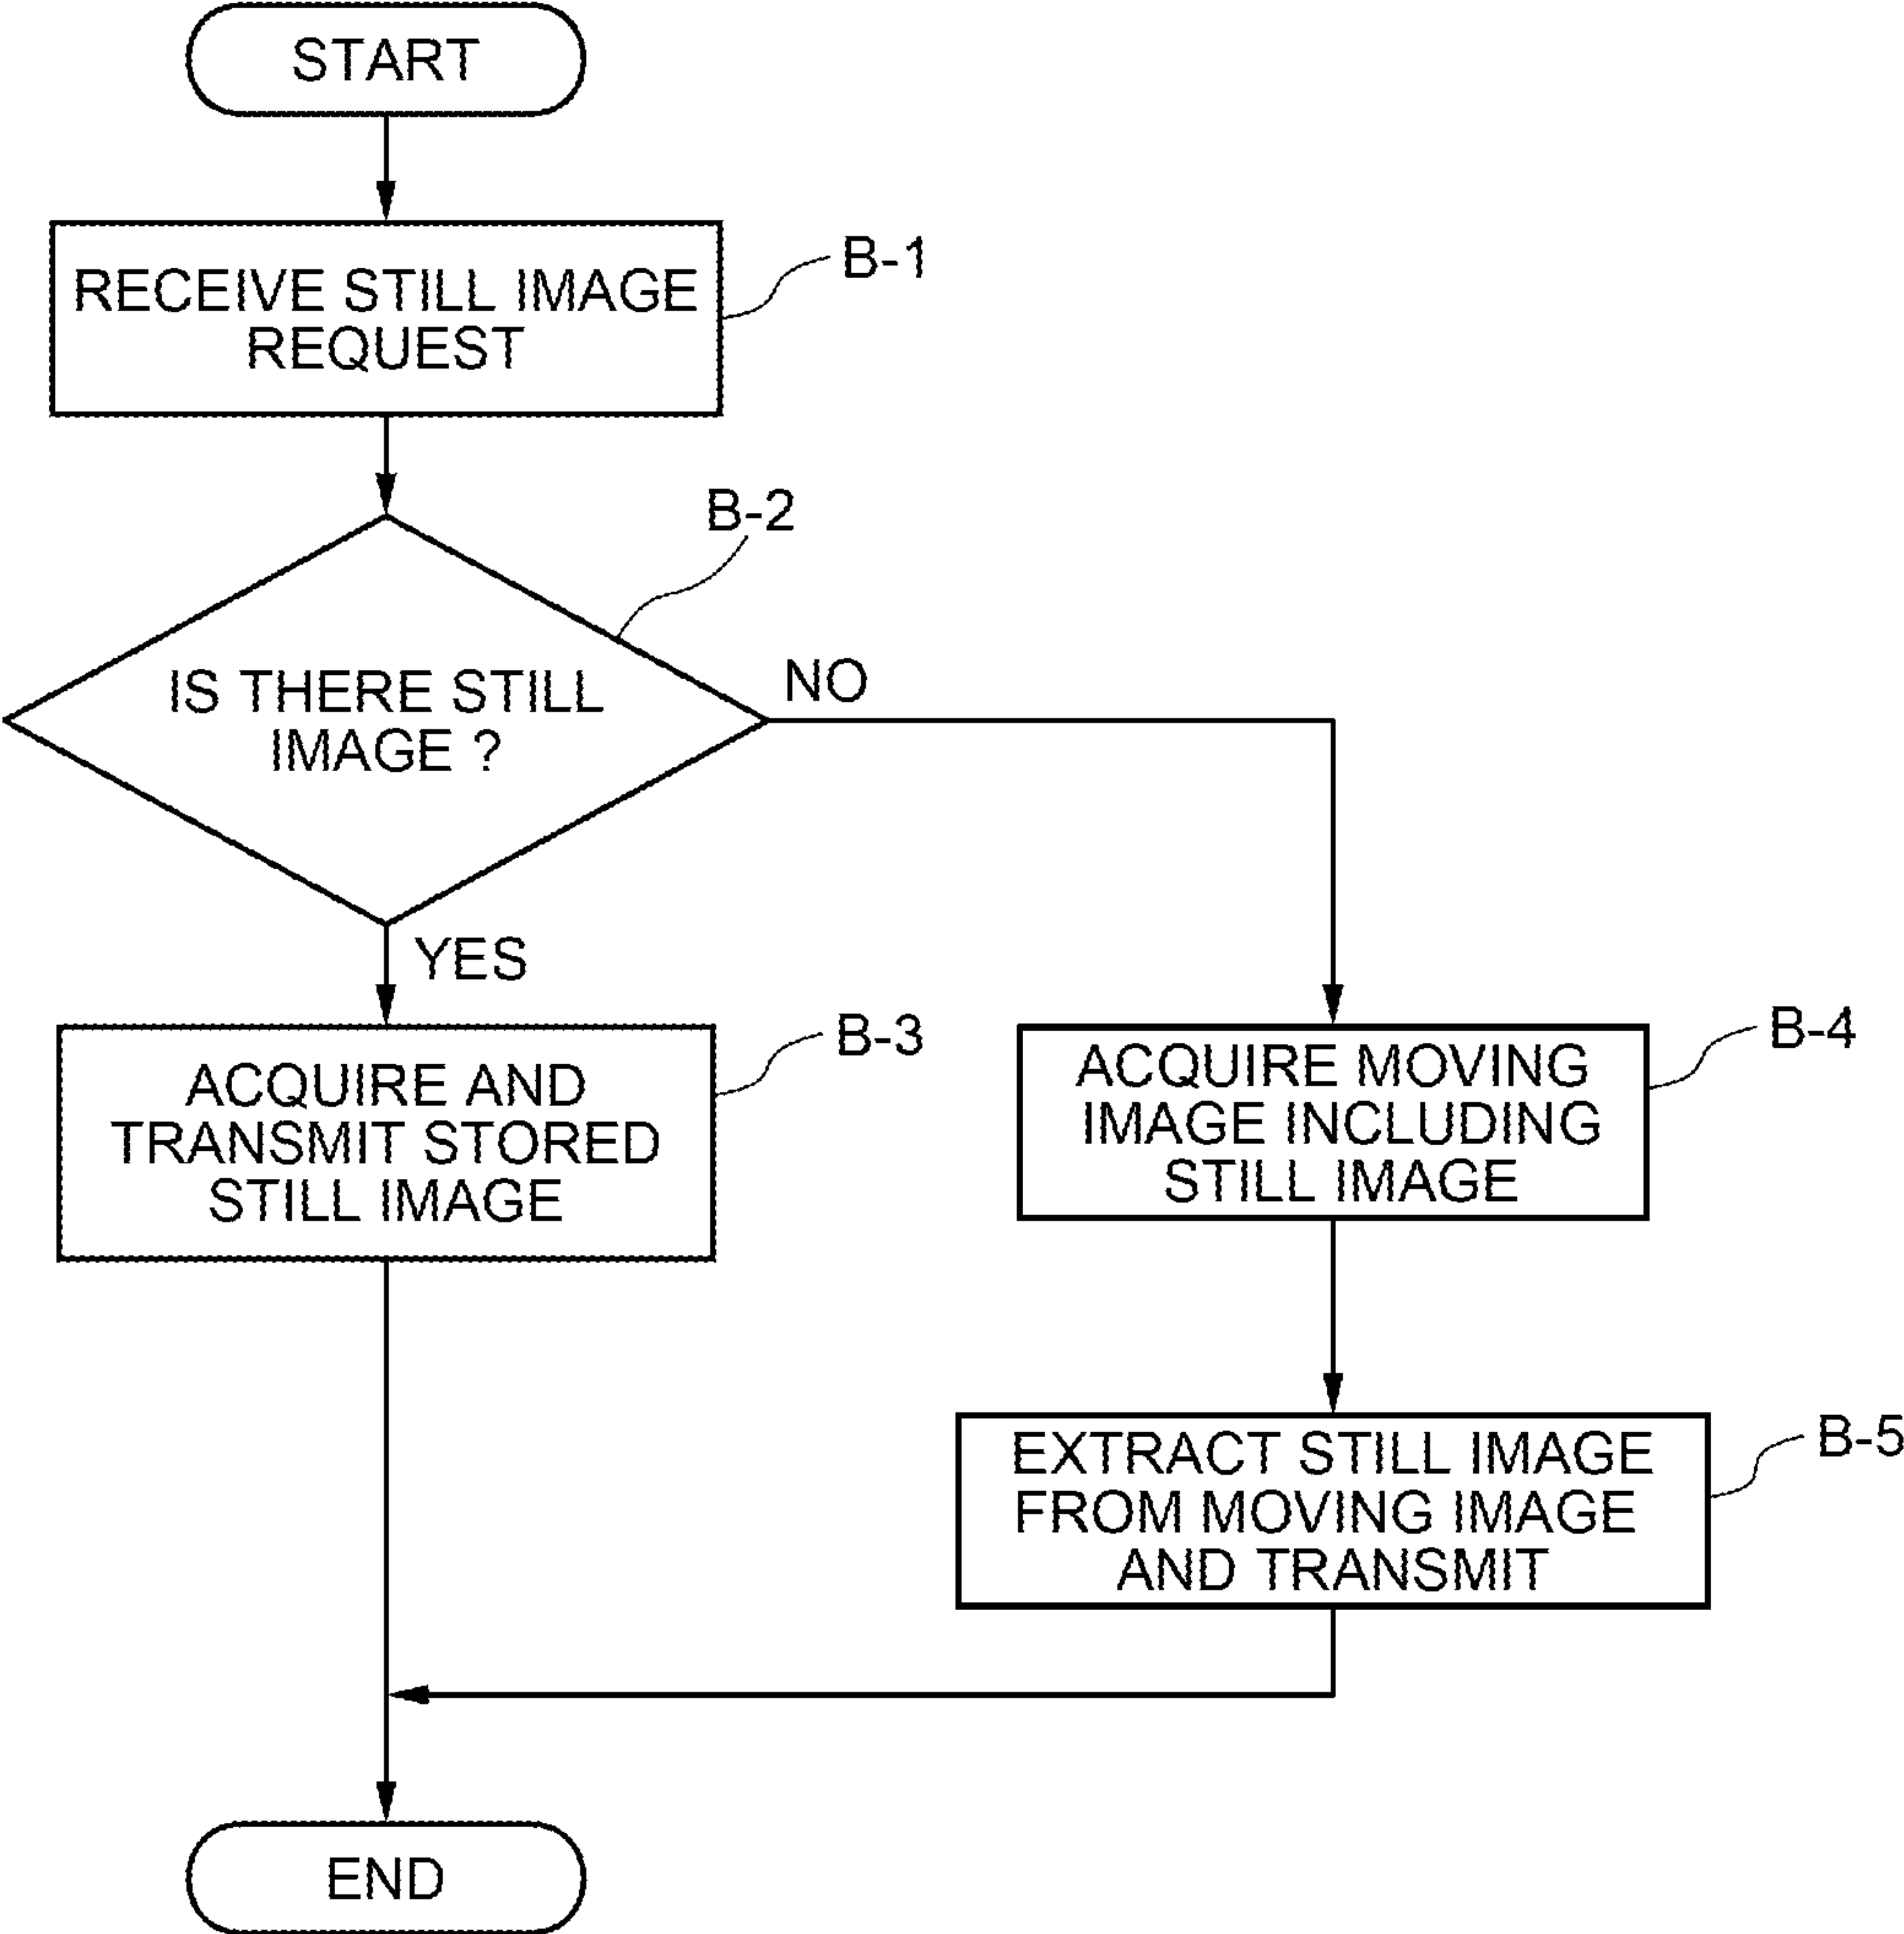 START
RECEIVE STILL IMAGE
REQUEST
B-1
B-2
IS THERE STILL
IMAGE ?
NO
YES
ACQUIRE AND
TRANSMIT STORED
STILL IMAGE
B-3
ACQUIRE MOVING
IMAGE INCLUDING
STILL IMAGE
B-4
EXTRACT STILL IMAGE
FROM MOVING IMAGE
AND TRANSMIT
B-5
END